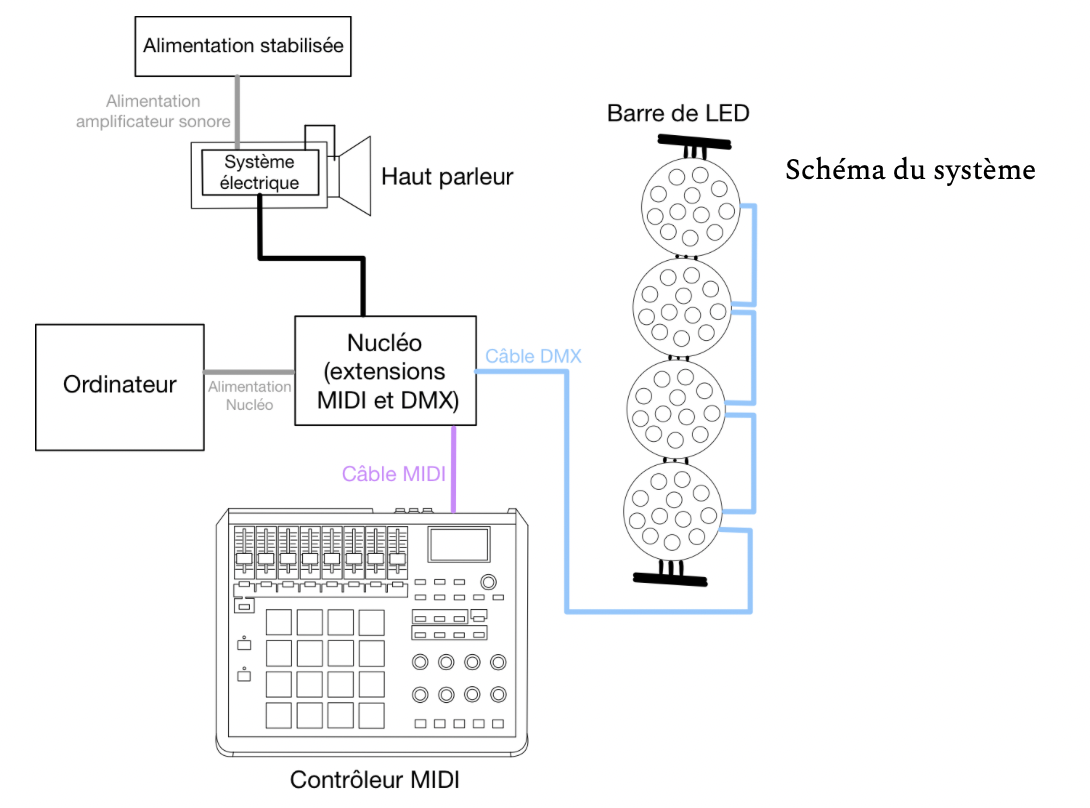 Alimentation stabilisée
Alimentation
amplificateur sonore
Système
électrique
Haut parleur
Barre de LED
Schéma du système
Ordinateur
Alimentation
Nucléo
Nucléo
(extensions
MIDI et DMX)
Câble DMX
Câble MIDI
Contrôleur MIDI